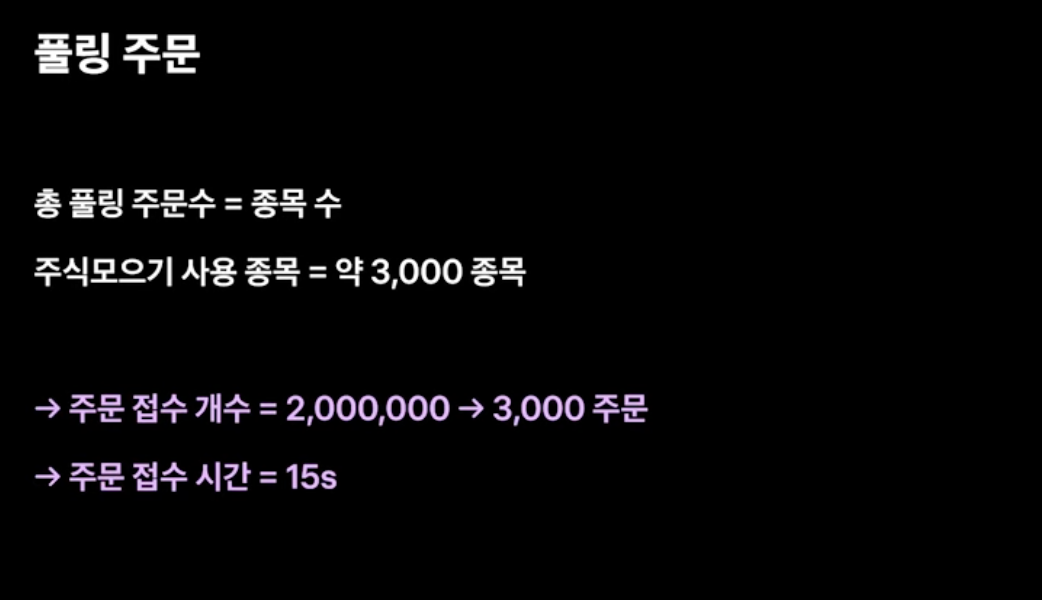 풀링 주문
총 풀링 주문수 = 종목 수
주식모으기 사용 종목 = 약 3,000 종목
→ 주문 접수 개수 = 2,000,000 → 3,000 주문
→ 주문 접수 시간 = 15s